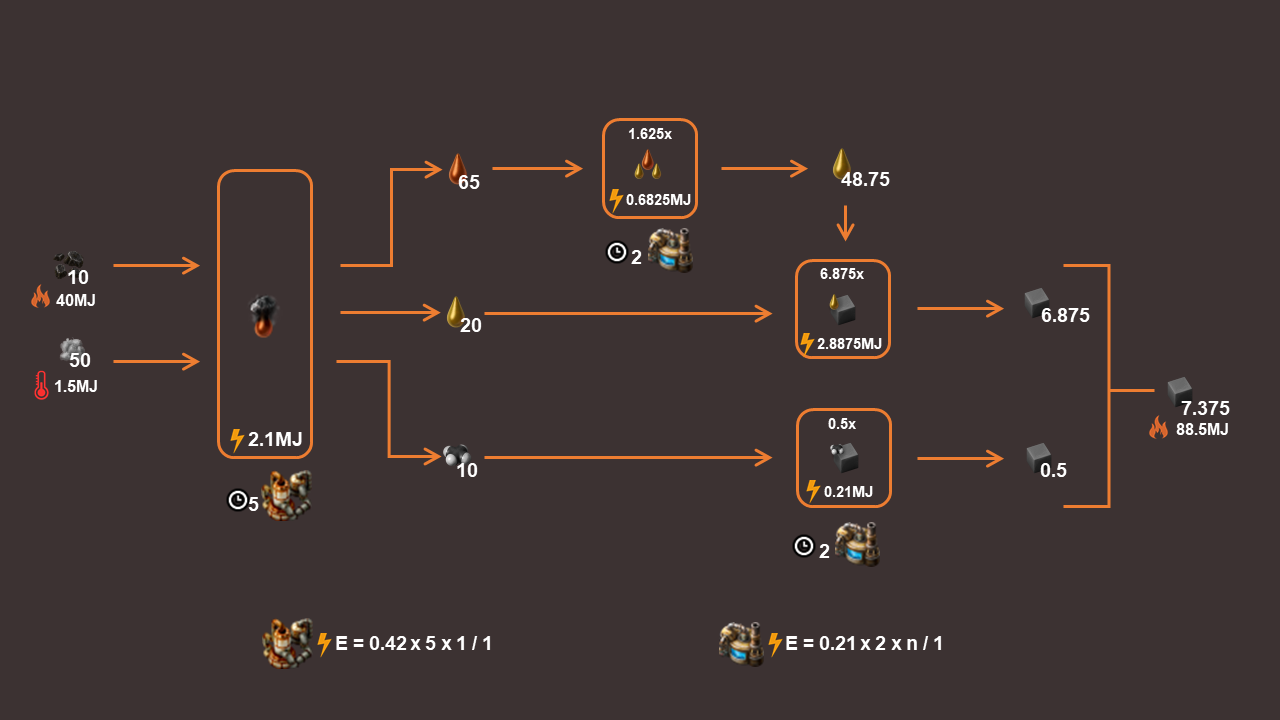 10
40MJ
50
1.5MJ
2.1MJ
5
65
20
10
1.625x
0.6825MJ
2
48.75
6.875x
2.8875MJ
0.5x
0.21MJ
2
6.875
0.5
7.375
88.5MJ
E = 0.42 x 5 x 1 / 1
E = 0.21 x 2 x n / 1